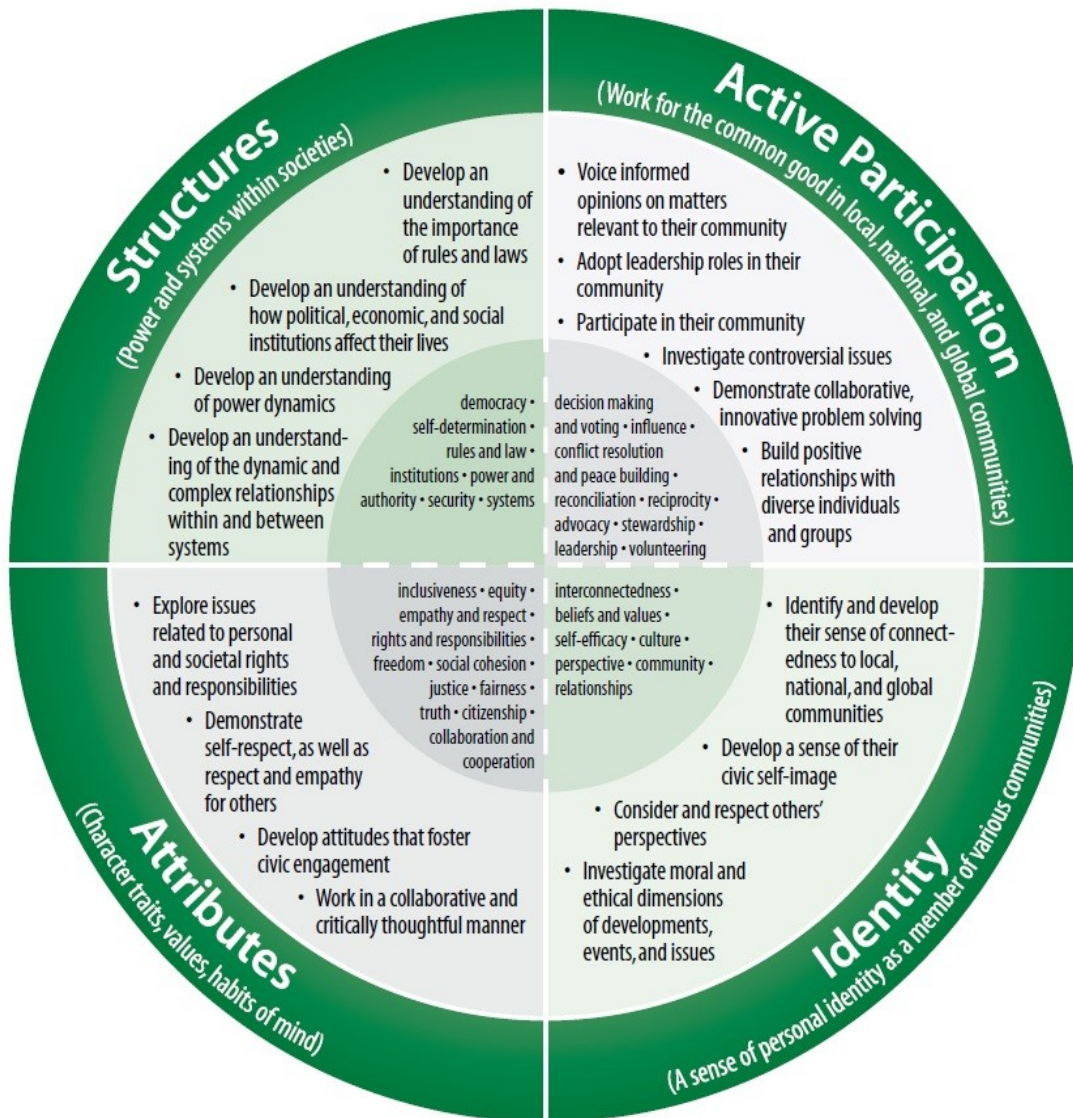 Structures
(Power and systems within societies)
• Develop an
understanding of
the importance
of rules and laws
• Develop an understanding of
how political, economic, and social
institutions affect their lives
• Develop an understanding
of power dynamics
• Develop an understand-
ing of the dynamic and
complex relationships
within and between
systems
democracy •
self-determination •
rules and law •
institutions • power and
authority • security • systems
Active Participation
(Work for the common good in local, national, and global communities)
• Voice informed
opinions on matters
relevant to their community
• Adopt leadership roles in their
community
• Participate in their community
• Investigate controversial issues
• Demonstrate collaborative,
innovative problem solving
• Build positive
relationships with
diverse individuals
and groups
decision making
and voting • influence •
conflict resolution
and peace building •
reconciliation • reciprocity •
advocacy • stewardship •
leadership • volunteering
Attributes
(Character traits, values, habits of mind)
• Explore issues
related to personal
and societal rights
and responsibilities
• Demonstrate
self-respect, as well as
respect and empathy
for others
• Develop attitudes that foster
civic engagement
• Work in a collaborative and
critically thoughtful manner
inclusiveness • equity •
empathy and respect •
rights and responsibilities •
freedom • social cohesion •
justice • fairness •
truth • citizenship •
collaboration and
cooperation
Identity
(A sense of personal identity as a member of various communities)
interconnectedness •
beliefs and values •
self-efficacy • culture •
perspective • community •
relationships
• Identify and develop
their sense of connect-
edness to local,
national, and global
communities
• Develop a sense of their
civic self-image
• Consider and respect others’
perspectives
• Investigate moral and
ethical dimensions
of developments,
events, and issues